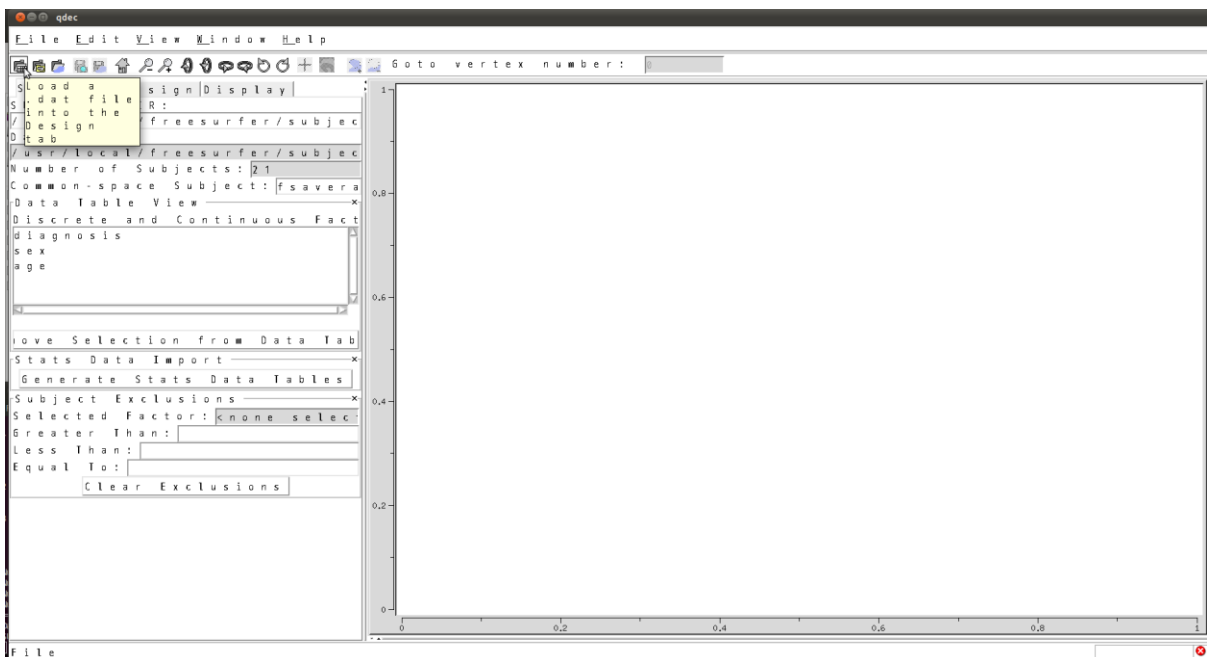 qdec
File Edit View Window Help
Goto vertex number: 0
S sign Display
Load a
.dat file
into the
Design
tab
S R:
/ /freesurfer/subjec
D
/usr/local/freesurfer/subjec
Number of Subjects: 21
Common-space Subject: fsavera
Data Table View
Discrete and Continuous Fact
diagnosis
sex
age
ove Selection from Data Tab
Stats Data Import
Generate Stats Data Tables
Subject Exclusions
Selected Factor: <none selec
Greater Than:
Less Than:
Equal To:
Clear Exclusions
1
0.8
0.6
0.4
0.2
0
0 0.2 0.4 0.6 0.8 1
File